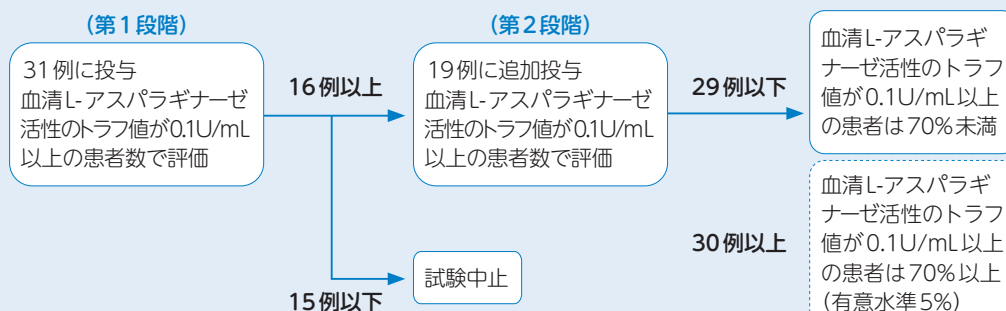 (第1段階)
31例に投与
血清L-アスパラギナーゼ
活性のトラフ値が0.1U/mL
以上の患者数で評価
16例以上
15例以下
試験中止
(第2段階)
19例に追加投与
血清L-アスパラギナーゼ
活性のトラフ値が0.1U/mL
以上の患者数で評価
29例以下
血清L-アスパラギ
ナーゼ活性のトラフ
値が0.1U/mL以上
の患者は70%未満
30例以上
血清L-アスパラギ
ナーゼ活性のトラフ
値が0.1U/mL以上
の患者は70%以上
(有意水準5%)